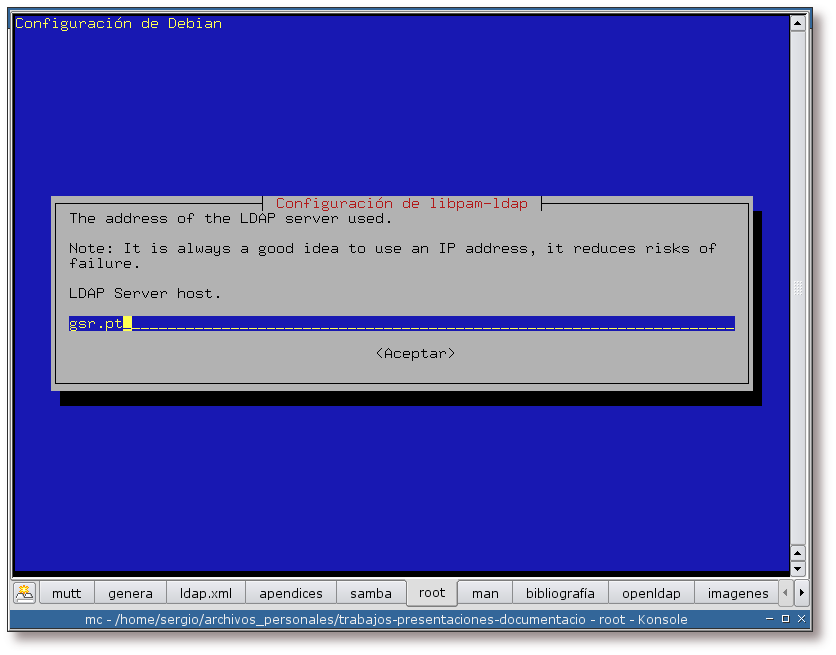 Configuración de Debian
Configuración de libpam-ldap
The address of the LDAP server used.
Note: It is always a good idea to use an IP address, it reduces risks of
failure.
LDAP Server host.
gsr.pt
<Aceptar>
mutt genera ldap.xml apendices samba root man bibliografía openldap imagenes
mc - /home/sergio/archivos_personales/trabajos-presentaciones-documentacio - root - Konsole